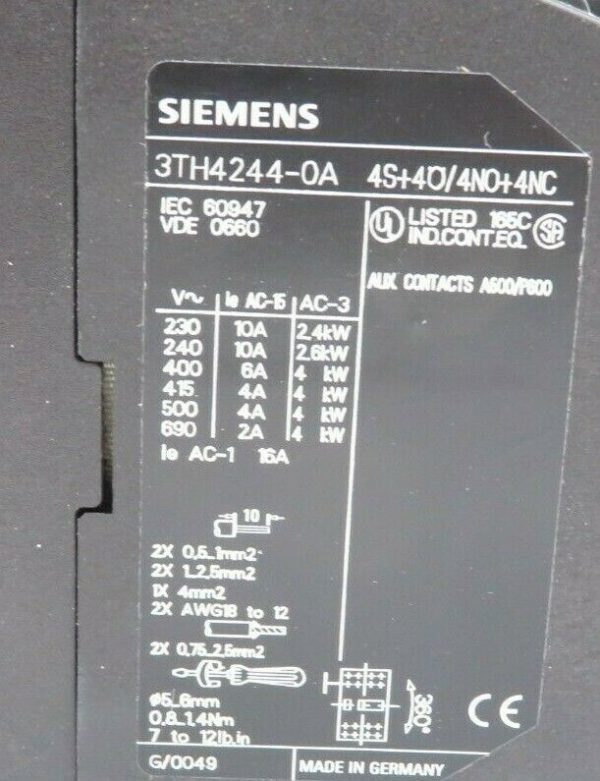 SIEMENS
3TH4244-0A 4S+4Ö/4NO+4NC
IEC 60947
VDE 0660
UL LISTED 165C SA
IND.CONT.EQ.
AUX. CONTACTS A600/P600
V~ Ie AC-15 AC-3
230 10A 2.4kW
240 10A 2.6kW
400 6A 4 kW
415 4A 4 kW
500 4A 4 kW
690 2A 4 kW
Ie AC-1 16A
10
2X 0,5...1mm2
2X 1...2,5mm2
1X 4mm2
2X AWG18 to 12
2X 0,75...2,5mm2
ø5...6mm
0,8...1,4Nm
7 to 12lb.in
360°
CE
G/0049 MADE IN GERMANY